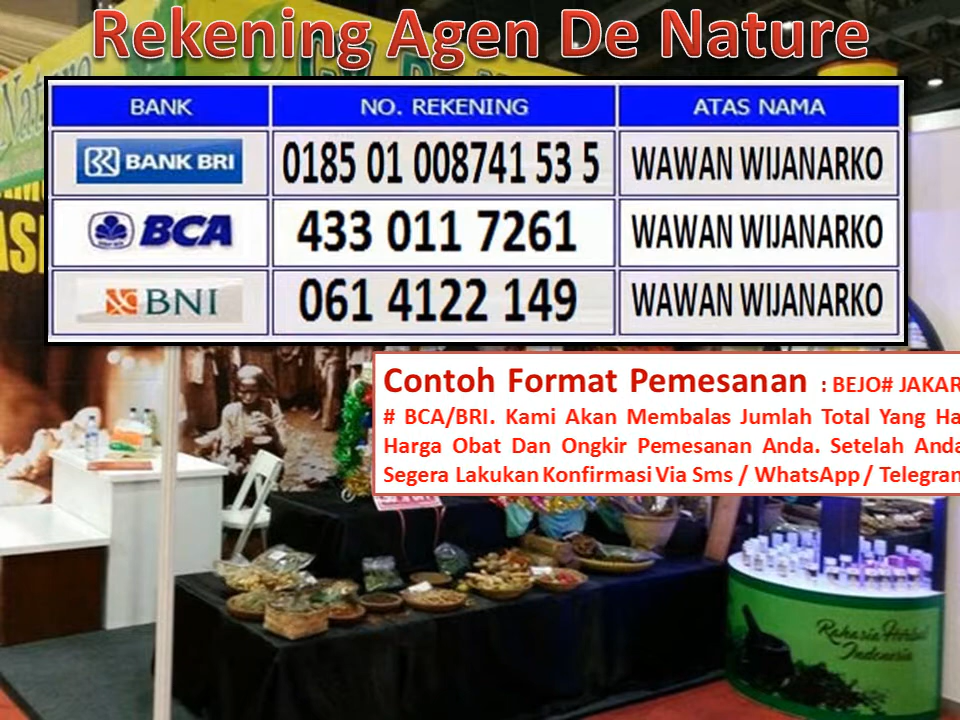 Rekening Agen De Nature
BANK NO. REKENING ATAS NAMA
BANK BRI 0185 01 008741 53 5 WAWAN WIJANARKO
BCA 433 011 7261 WAWAN WIJANARKO
BNI 061 4122 149 WAWAN WIJANARKO
Contoh Format Pemesanan : BEJO# JAKAR
# BCA/BRI. Kami Akan Membalas Jumlah Total Yang Ha
Harga Obat Dan Ongkir Pemesanan Anda. Setelah Anda
Segera Lakukan Konfirmasi Via Sms / WhatsApp / Telegran
Rahasia Herbal
Indonesia